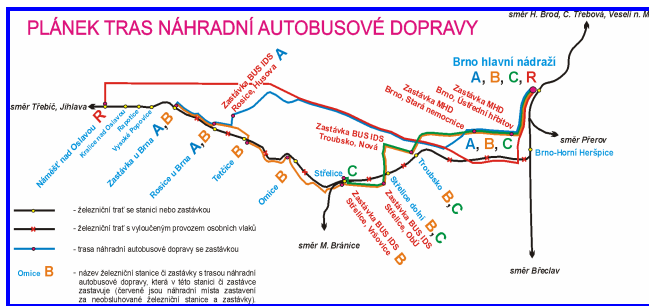 PLÁNEK TRAS NÁHRADNÍ AUTOBUSOVÉ DOPRAVY
směr H. Brod, C. Třebová, Veselí n. M
Brno hlavní nádraží
A, B, C, R
Zastávka BUS IDS
Rosice, Husova
A
Zastávka MHD
Brno, Ústřední hřbitov
Zastávka MHD
Brno, Stará nemocnice
A, B, C
směr Třebíč, Jihlava
Náměšť nad Oslavou R
Kralice nad Oslavou
Rapotice
Vysoké Popovice
Zastávka u Brna A, B
Rosice u Brna A, B
Tetčice B
Omice B
Zastávka BUS IDS
Troubsko, Nová
směr Přerov
Brno-Horní Heršpice
Střelice C
Troubsko B, C
Střelice dolní B, C
Zastávka BUS IDS
Střelice, ObÚ
Zastávka BUS IDS
Střelice, Vršovice
B
směr M. Bránice
směr Břeclav
- železniční trať se stanicí nebo zastávkou
- železniční trať s vyloučeným provozem osobních vlaků
- trasa náhradní autobusové dopravy se zastávkou
Omice B
- název železniční stanice či zastávky s trasou náhradní
autobusové dopravy, která v této stanici či zastávce
zastavuje (červené jsou náhradní místa zastavení
za neobsluhované železniční stanice a zastávky).